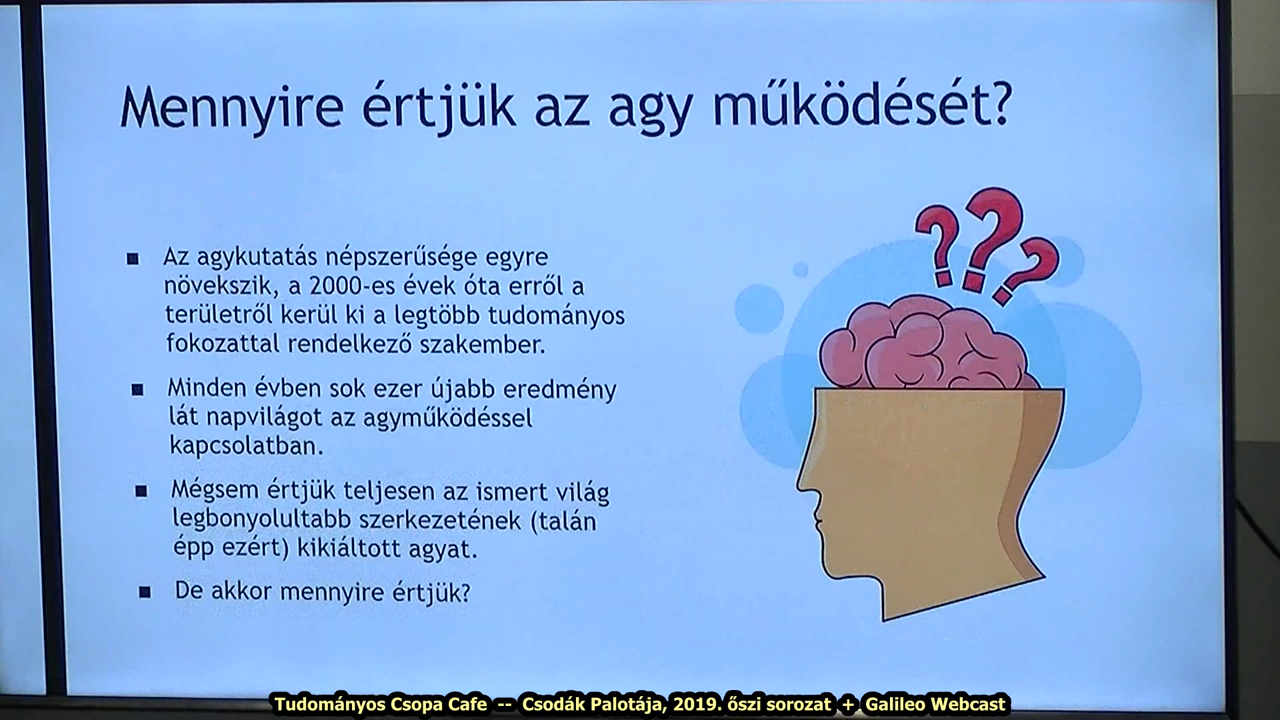 Mennyire értjük az agy működését?
■ Az agykutatás népszerűsége egyre
növekszik, a 2000-es évek óta erről a
területről kerül ki a legtöbb tudományos
fokozattal rendelkező szakember.
■ Minden évben sok ezer újabb eredmény
lát napvilágot az agyműködéssel
kapcsolatban.
■ Mégsem értjük teljesen az ismert világ
legbonyolultabb szerkezetének (talán
épp ezért) kikiáltott agyat.
■ De akkor mennyire értjük?
???
Tudományos Csopa Cafe -- Csodák Palotája, 2019. őszi sorozat + Galileo Webcast